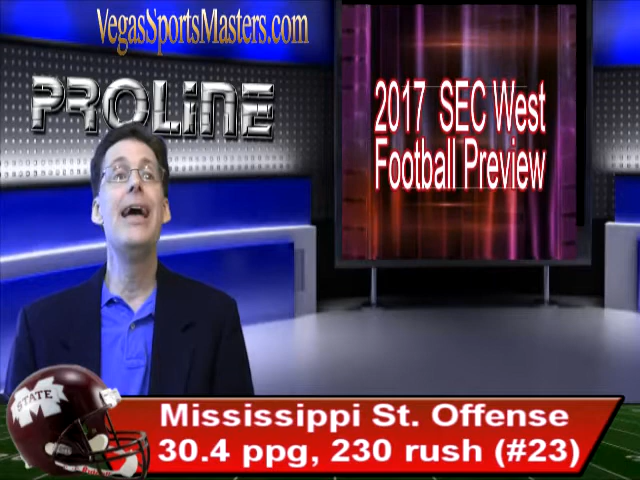 VegasSportsMasters.com
PROLINE
2017 SEC West
Football Preview
STATE
Mississippi St. Offense
30.4 ppg, 230 rush (#23)